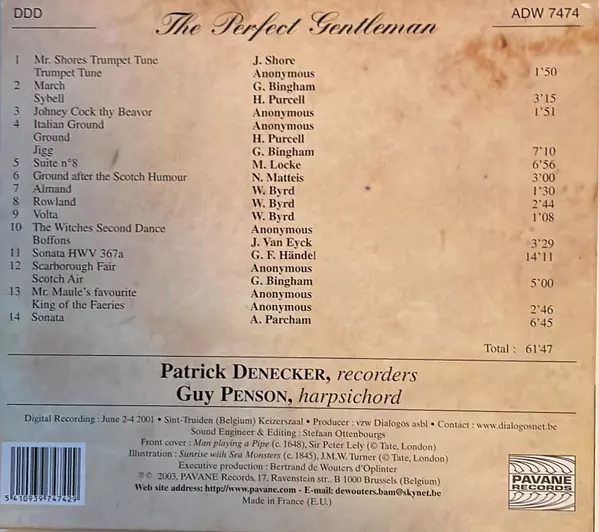 DDD
The Perfect Gentleman
ADW 7474
1 Mr. Shores Trumpet Tune J. Shore
Trumpet Tune Anonymous 1'50
2 March G. Bingham
Sybell H. Purcell 3'15
3 Johney Cock thy Beavor Anonymous 1'51
4 Italian Ground Anonymous
Ground H. Purcell
Jigg G. Bingham 7'10
5 Suite n°8 M. Locke 6'56
6 Ground after the Scotch Humour N. Matteis 3'00
7 Almand W. Byrd 1'30
8 Rowland W. Byrd 2'44
9 Volta W. Byrd 1'08
10 The Witches Second Dance Anonymous
Boffons J. Van Eyck 3'29
11 Sonata HWV 367a G. F. Händel 14'11
12 Scarborough Fair Anonymous
Scotch Air G. Bingham 5'00
13 Mr. Maule's favourite Anonymous
King of the Faeries Anonymous 2'46
14 Sonata A. Parcham 6'45
Total : 61'47
Patrick DENECKER, recorders
Guy PENSON, harpsichord
Digital Recording : June 2-4 2001 • Sint-Truiden (Belgium) Keizerszaal • Producer : vzw Dialogos asbl • Contact : www.dialogosnet.be
Sound Engineer & Editing : Stefaan Ottenbourgs
Front cover : Man playing a Pipe (c. 1648), Sir Peter Lely (© Tate, London)
Illustration : Sunrise with Sea Monsters (c. 1845), J.M.W. Turner (© Tate, London)
Executive production : Bertrand de Wouters d'Oplinter
℗ © 2003, PAVANE Records, 17, Ravenstein str., B 1000 Brussels (Belgium)
Web site address: http://www.pavane.com - E-mail: dewouters.bam@skynet.be
Made in France (E.U.)
5 410939 747429
PAVANE
RECORDS